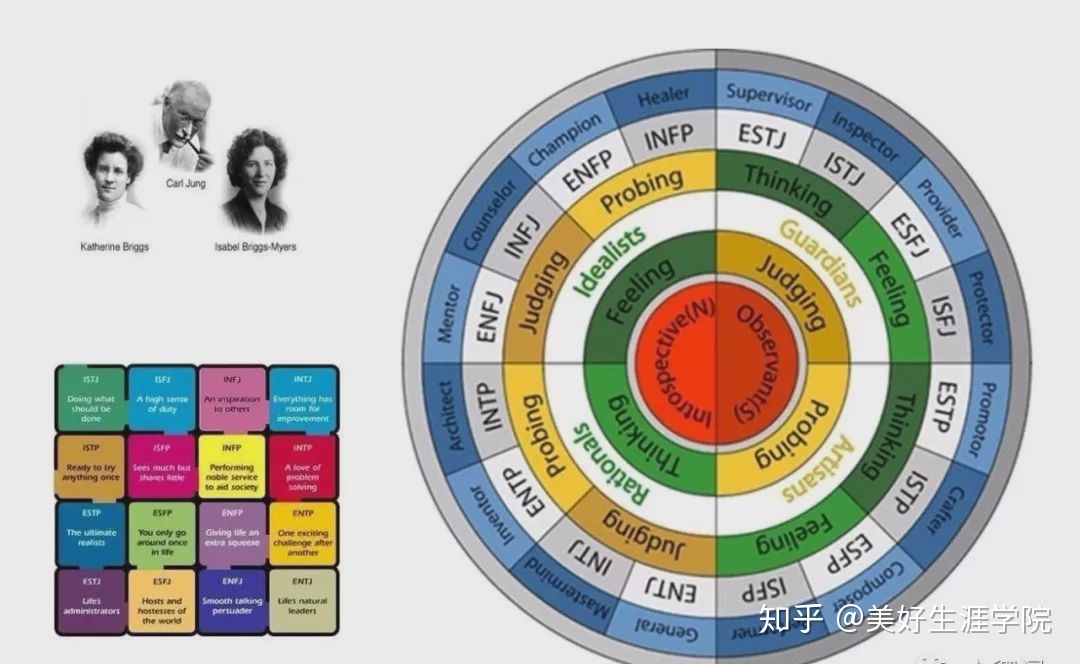 Carl Jung
Katherine Briggs
Isabel Briggs-Myers
ISTJ
Doing what
should be
done
ISFJ
A high sense
of duty
INFJ
An inspiration
to others
INTJ
Everything has
room for
improvement
ISTP
Ready to try
anything once
ISFP
Sees much but
shares little
INFP
Performing
noble service
to aid society
INTP
A love of
problem
solving
ESTP
The ultimate
realists
ESFP
You only go
around once
in life
ENFP
Giving life an
extra squeeze
ENTP
One exciting
challenge after
another
ESTJ
Life's
administrators
ESFJ
Hosts and
hostesses of
the world
ENFJ
Smooth talking
persuader
ENTJ
Life's natural
leaders
Supervisor
Inspector
Provider
Protector
Promotor
Crafter
Composer
General
Mastermind
Inventor
Architect
Mentor
Counselor
Champion
Healer
ESTJ
ISTJ
ESFJ
ISFJ
ESTP
ISTP
ESFP
ISFP
ENTJ
INTJ
ENTP
INTP
ENFJ
INFJ
ENFP
INFP
Thinking
Feeling
Thinking
Feeling
Judging
Probing
Judging
Probing
Guardians
Artisans
Rationals
Idealists
Judging
Probing
Thinking
Feeling
Introspective(N)
Observant(S)
知乎 @美好生涯学院